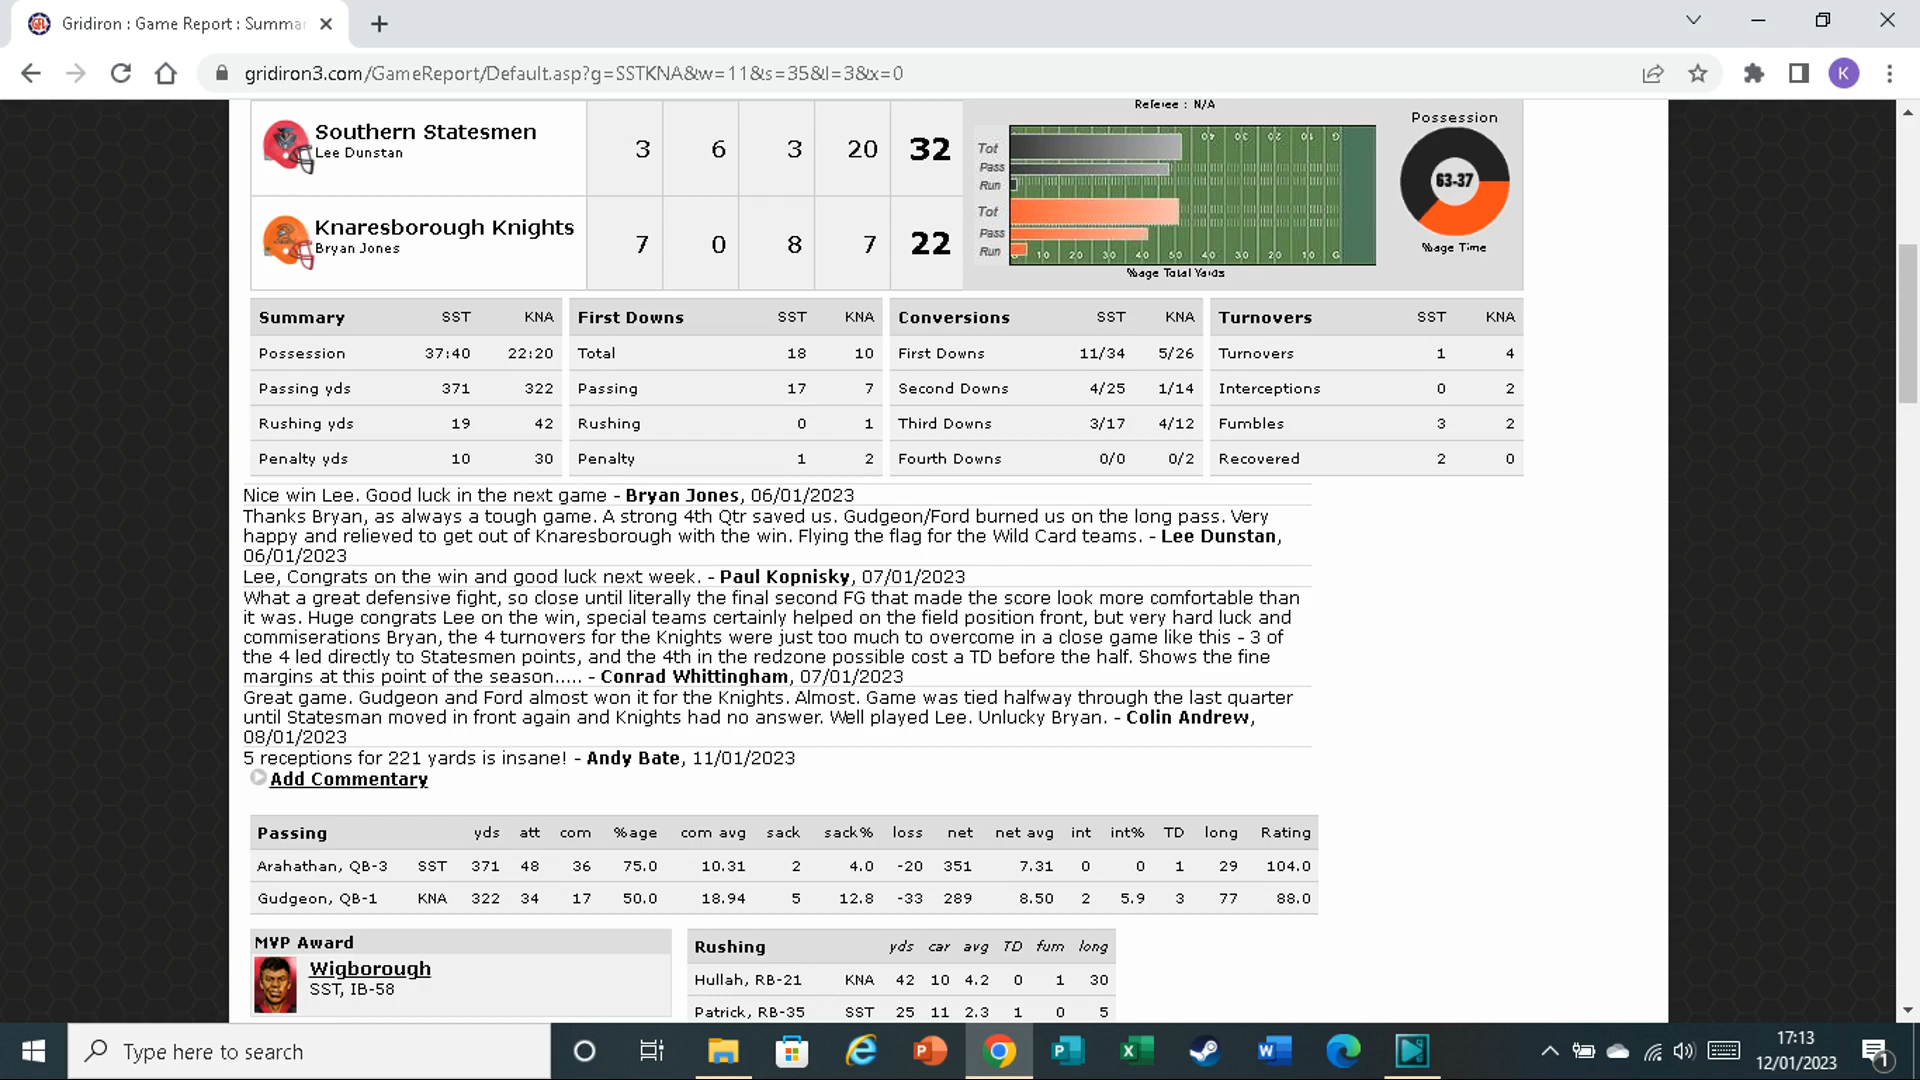 Gridiron : Game Report : Summar
gridiron3.com/GameReport/Default.asp?g=SSTKNA&w=11&s=35&l=3&x=0
K
Southern Statesmen 3 6 3 20 32
Lee Dunstan
Knaresborough Knights 7 0 8 7 22
Bryan Jones
Referee : N/A
Tot
Pass
Run
Tot
Pass
Run
10 20 30 40 50 40 30 20 10 G
%age Total Yards
Possession
63-37
%age Time
Summary SST KNA
Possession 37:40 22:20
Passing yds 371 322
Rushing yds 19 42
Penalty yds 10 30
First Downs SST KNA
Total 18 10
Passing 17 7
Rushing 0 1
Penalty 1 2
Conversions SST KNA
First Downs 11/34 5/26
Second Downs 4/25 1/14
Third Downs 3/17 4/12
Fourth Downs 0/0 0/2
Turnovers SST KNA
Turnovers 1 4
Interceptions 0 2
Fumbles 3 2
Recovered 2 0
Nice win Lee. Good luck in the next game - Bryan Jones, 06/01/2023
Thanks Bryan, as always a tough game. A strong 4th Qtr saved us. Gudgeon/Ford burned us on the long pass. Very
happy and relieved to get out of Knaresborough with the win. Flying the flag for the Wild Card teams. - Lee Dunstan,
06/01/2023
Lee, Congrats on the win and good luck next week. - Paul Kopnisky, 07/01/2023
What a great defensive fight, so close until literally the final second FG that made the score look more comfortable than
it was. Huge congrats Lee on the win, special teams certainly helped on the field position front, but very hard luck and
commiserations Bryan, the 4 turnovers for the Knights were just too much to overcome in a close game like this - 3 of
the 4 led directly to Statesmen points, and the 4th in the redzone possible cost a TD before the half. Shows the fine
margins at this point of the season..... - Conrad Whittingham, 07/01/2023
Great game. Gudgeon and Ford almost won it for the Knights. Almost. Game was tied halfway through the last quarter
until Statesman moved in front again and Knights had no answer. Well played Lee. Unlucky Bryan. - Colin Andrew,
08/01/2023
5 receptions for 221 yards is insane! - Andy Bate, 11/01/2023
Add Commentary
Passing yds att com %age com avg sack sack% loss net net avg int int% TD long Rating
Arahathan, QB-3 SST 371 48 36 75.0 10.31 2 4.0 -20 351 7.31 0 0 1 29 104.0
Gudgeon, QB-1 KNA 322 34 17 50.0 18.94 5 12.8 -33 289 8.50 2 5.9 3 77 88.0
MVP Award
Wigborough
SST, IB-58
Rushing yds car avg TD fum long
Hullah, RB-21 KNA 42 10 4.2 0 1 30
Patrick, RB-35 SST 25 11 2.3 1 0 5
Type here to search
17:13
12/01/2023
1